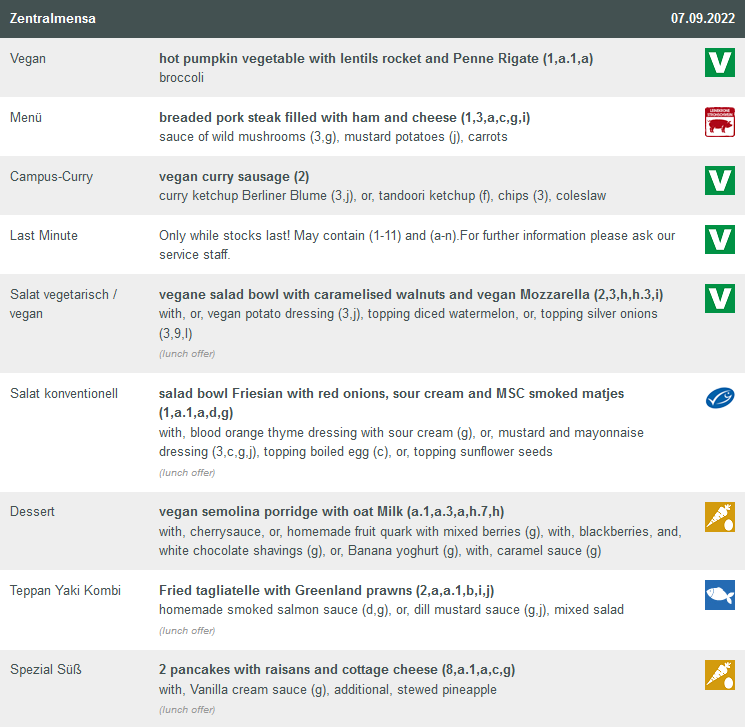 Zentralmensa 07.09.2022
Vegan hot pumpkin vegetable with lentils rocket and Penne Rigate (1,a.1,a)
broccoli
V
Menü breaded pork steak filled with ham and cheese (1,3,a,c,g,i)
sauce of wild mushrooms (3,g), mustard potatoes (j), carrots
Campus-Curry vegan curry sausage (2)
curry ketchup Berliner Blume (3,j), or, tandoori ketchup (f), chips (3), coleslaw
V
Last Minute Only while stocks last! May contain (1-11) and (a-n).For further information please ask our
service staff.
V
Salat vegetarisch /
vegan
vegane salad bowl with caramelised walnuts and vegan Mozzarella (2,3,h,h.3,i)
with, or, vegan potato dressing (3,j), topping diced watermelon, or, topping silver onions
(3,9,l)
(lunch offer)
V
Salat konventionell salad bowl Friesian with red onions, sour cream and MSC smoked matjes
(1,a.1,a,d,g)
with, blood orange thyme dressing with sour cream (g), or, mustard and mayonnaise
dressing (3,c,g,j), topping boiled egg (c), or, topping sunflower seeds
(lunch offer)
Dessert vegan semolina porridge with oat Milk (a.1,a.3,a,h.7,h)
with, cherrysauce, or, homemade fruit quark with mixed berries (g), with, blackberries, and,
white chocolate shavings (g), or, Banana yoghurt (g), with, caramel sauce (g)
Teppan Yaki Kombi Fried tagliatelle with Greenland prawns (2,a,a.1,b,i,j)
homemade smoked salmon sauce (d,g), or, dill mustard sauce (g,j), mixed salad
(lunch offer)
Spezial Süß 2 pancakes with raisans and cottage cheese (8,a.1,a,c,g)
with, Vanilla cream sauce (g), additional, stewed pineapple
(lunch offer)